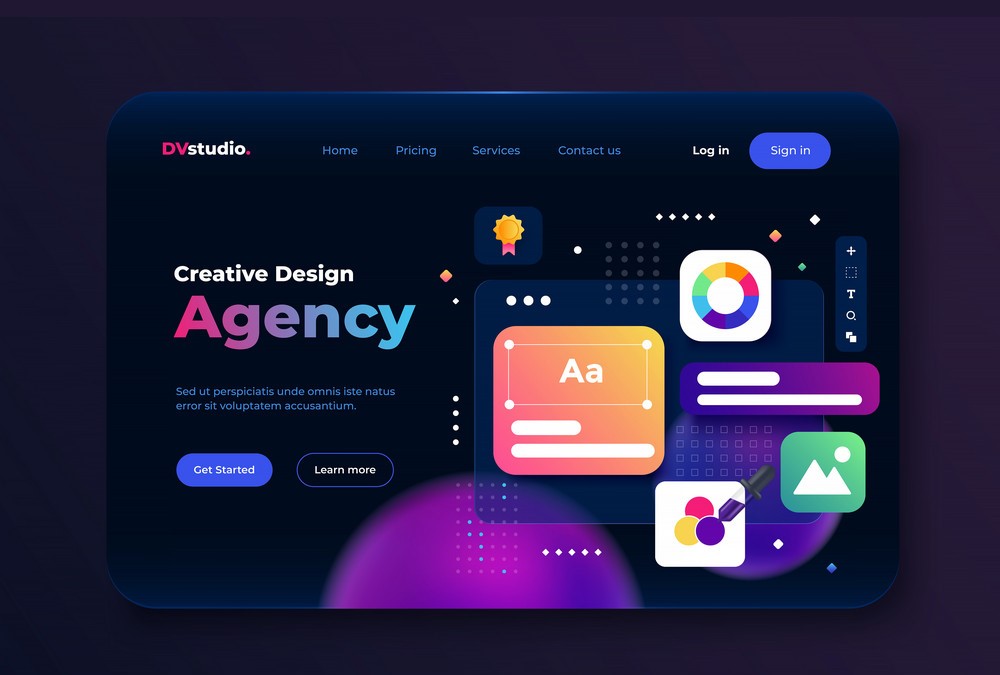 DVstudio.
Home
Pricing
Services
Contact us
Log in
Sign in
Creative Design
Agency
Sed ut perspiciatis unde omnis iste natus
error sit voluptatem accusantium.
Get Started
Learn more
Aa
T